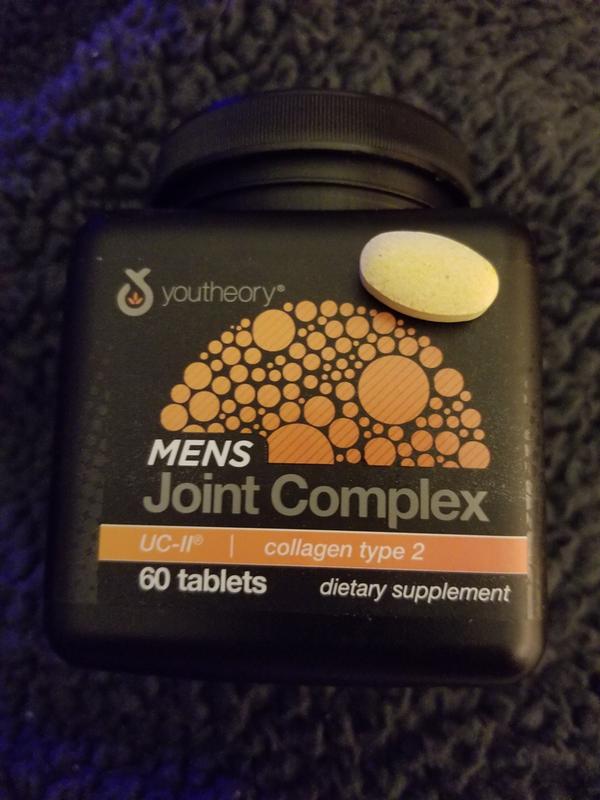 youtheory®
MENS
Joint Complex
UC-II® | collagen type 2
60 tablets dietary supplement